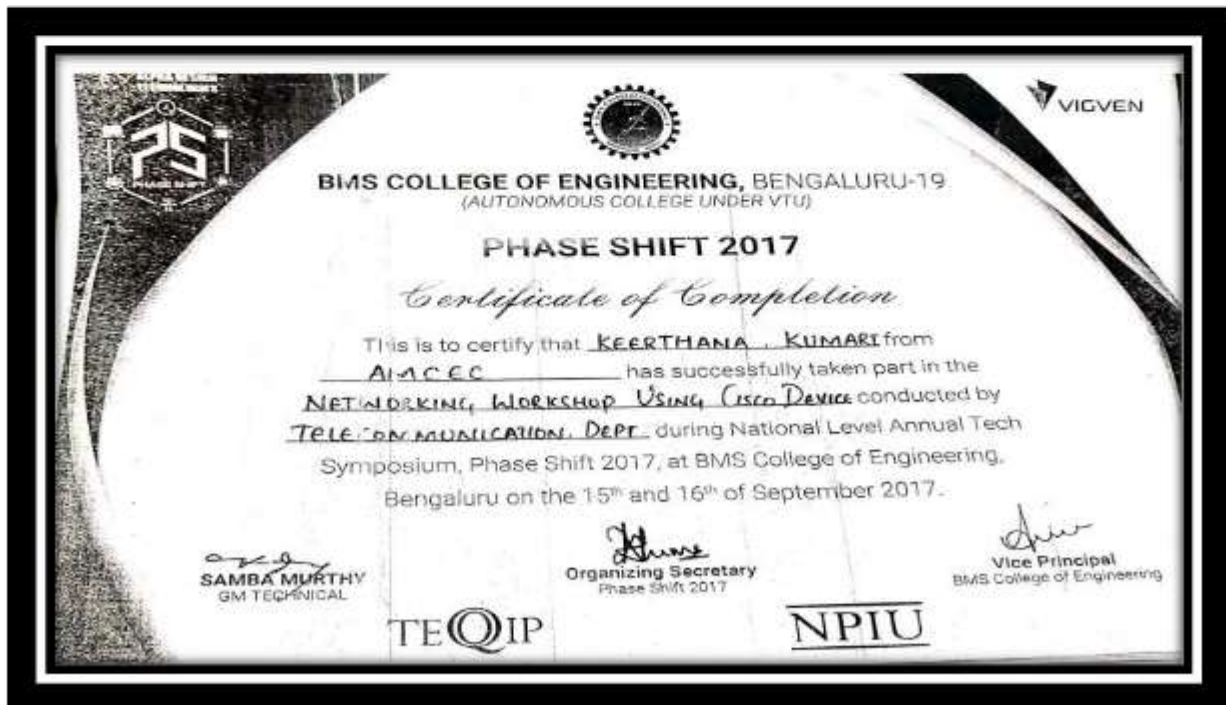 PS
PHASE SHIFT
VIGVEN
BMS COLLEGE OF ENGINEERING, BENGALURU-19
(AUTONOMOUS COLLEGE UNDER VTU)
PHASE SHIFT 2017
Certificate of Completion
This is to certify that KEERTHANA . KUMARI from
AMCEC has successfully taken part in the
NETWORKING WORKSHOP USING CISCO DEVICE conducted by
TELECOMMUNICATION DEPT. during National Level Annual Tech
Symposium, Phase Shift 2017, at BMS College of Engineering,
Bengaluru on the 15th and 16th of September 2017.
SAMBA MURTHY
GM TECHNICAL
Organizing Secretary
Phase Shift 2017
Vice Principal
BMS College of Engineering
TEQIP
NPIU